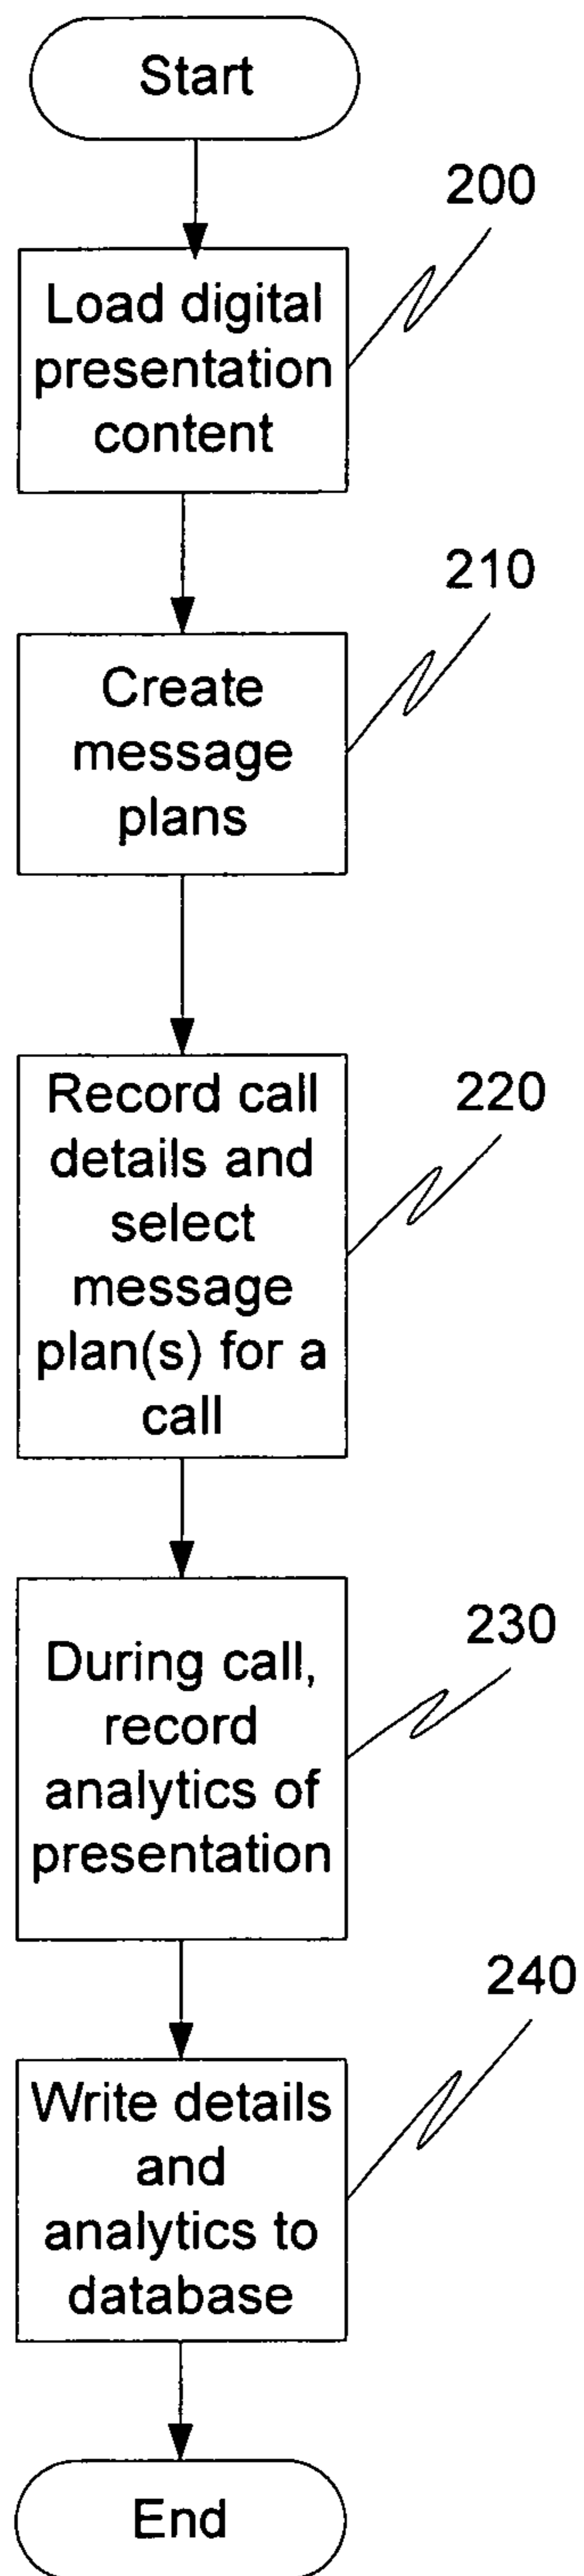 Start
200
Load digital
presentation
content
210
Create
message
plans
220
Record call
details and
select
message
plan(s) for a
call
230
During call,
record
analytics of
presentation
240
Write details
and
analytics to
database
End